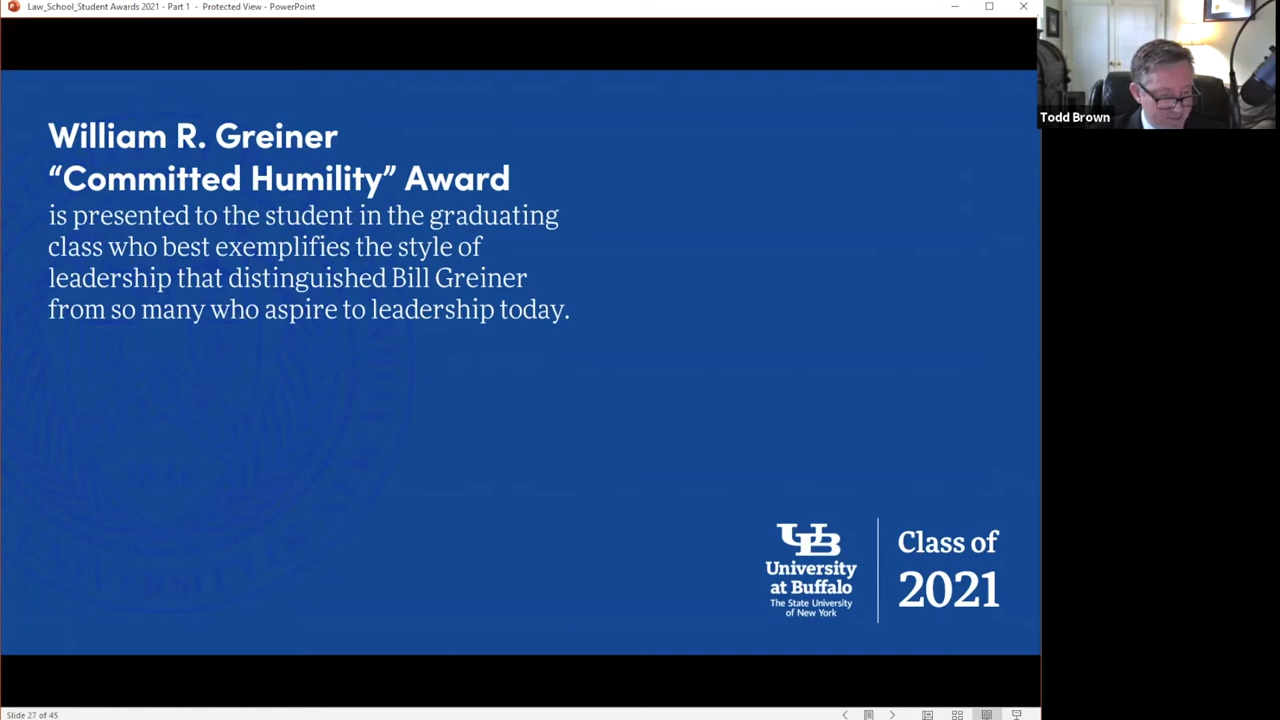 Law_School_Student Awards 2021 - Part 1 - Protected View - PowerPoint
Todd Brown
William R. Greiner
“Committed Humility” Award
is presented to the student in the graduating
class who best exemplifies the style of
leadership that distinguished Bill Greiner
from so many who aspire to leadership today.
UB
University
at Buffalo
The State University
of New York
Class of
2021
Slide 27 of 45